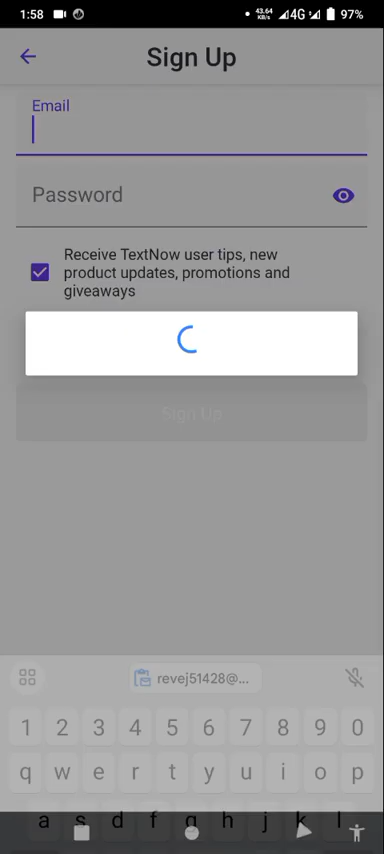 1:58 43.64 KB/s 4G 97%
Sign Up
Email
Password
Receive TextNow user tips, new
product updates, promotions and
giveaways
Sign Up
revej51428@...
1 2 3 4 5 6 7 8 9 0
q w e r t y u i o p
a s d f g h j k l